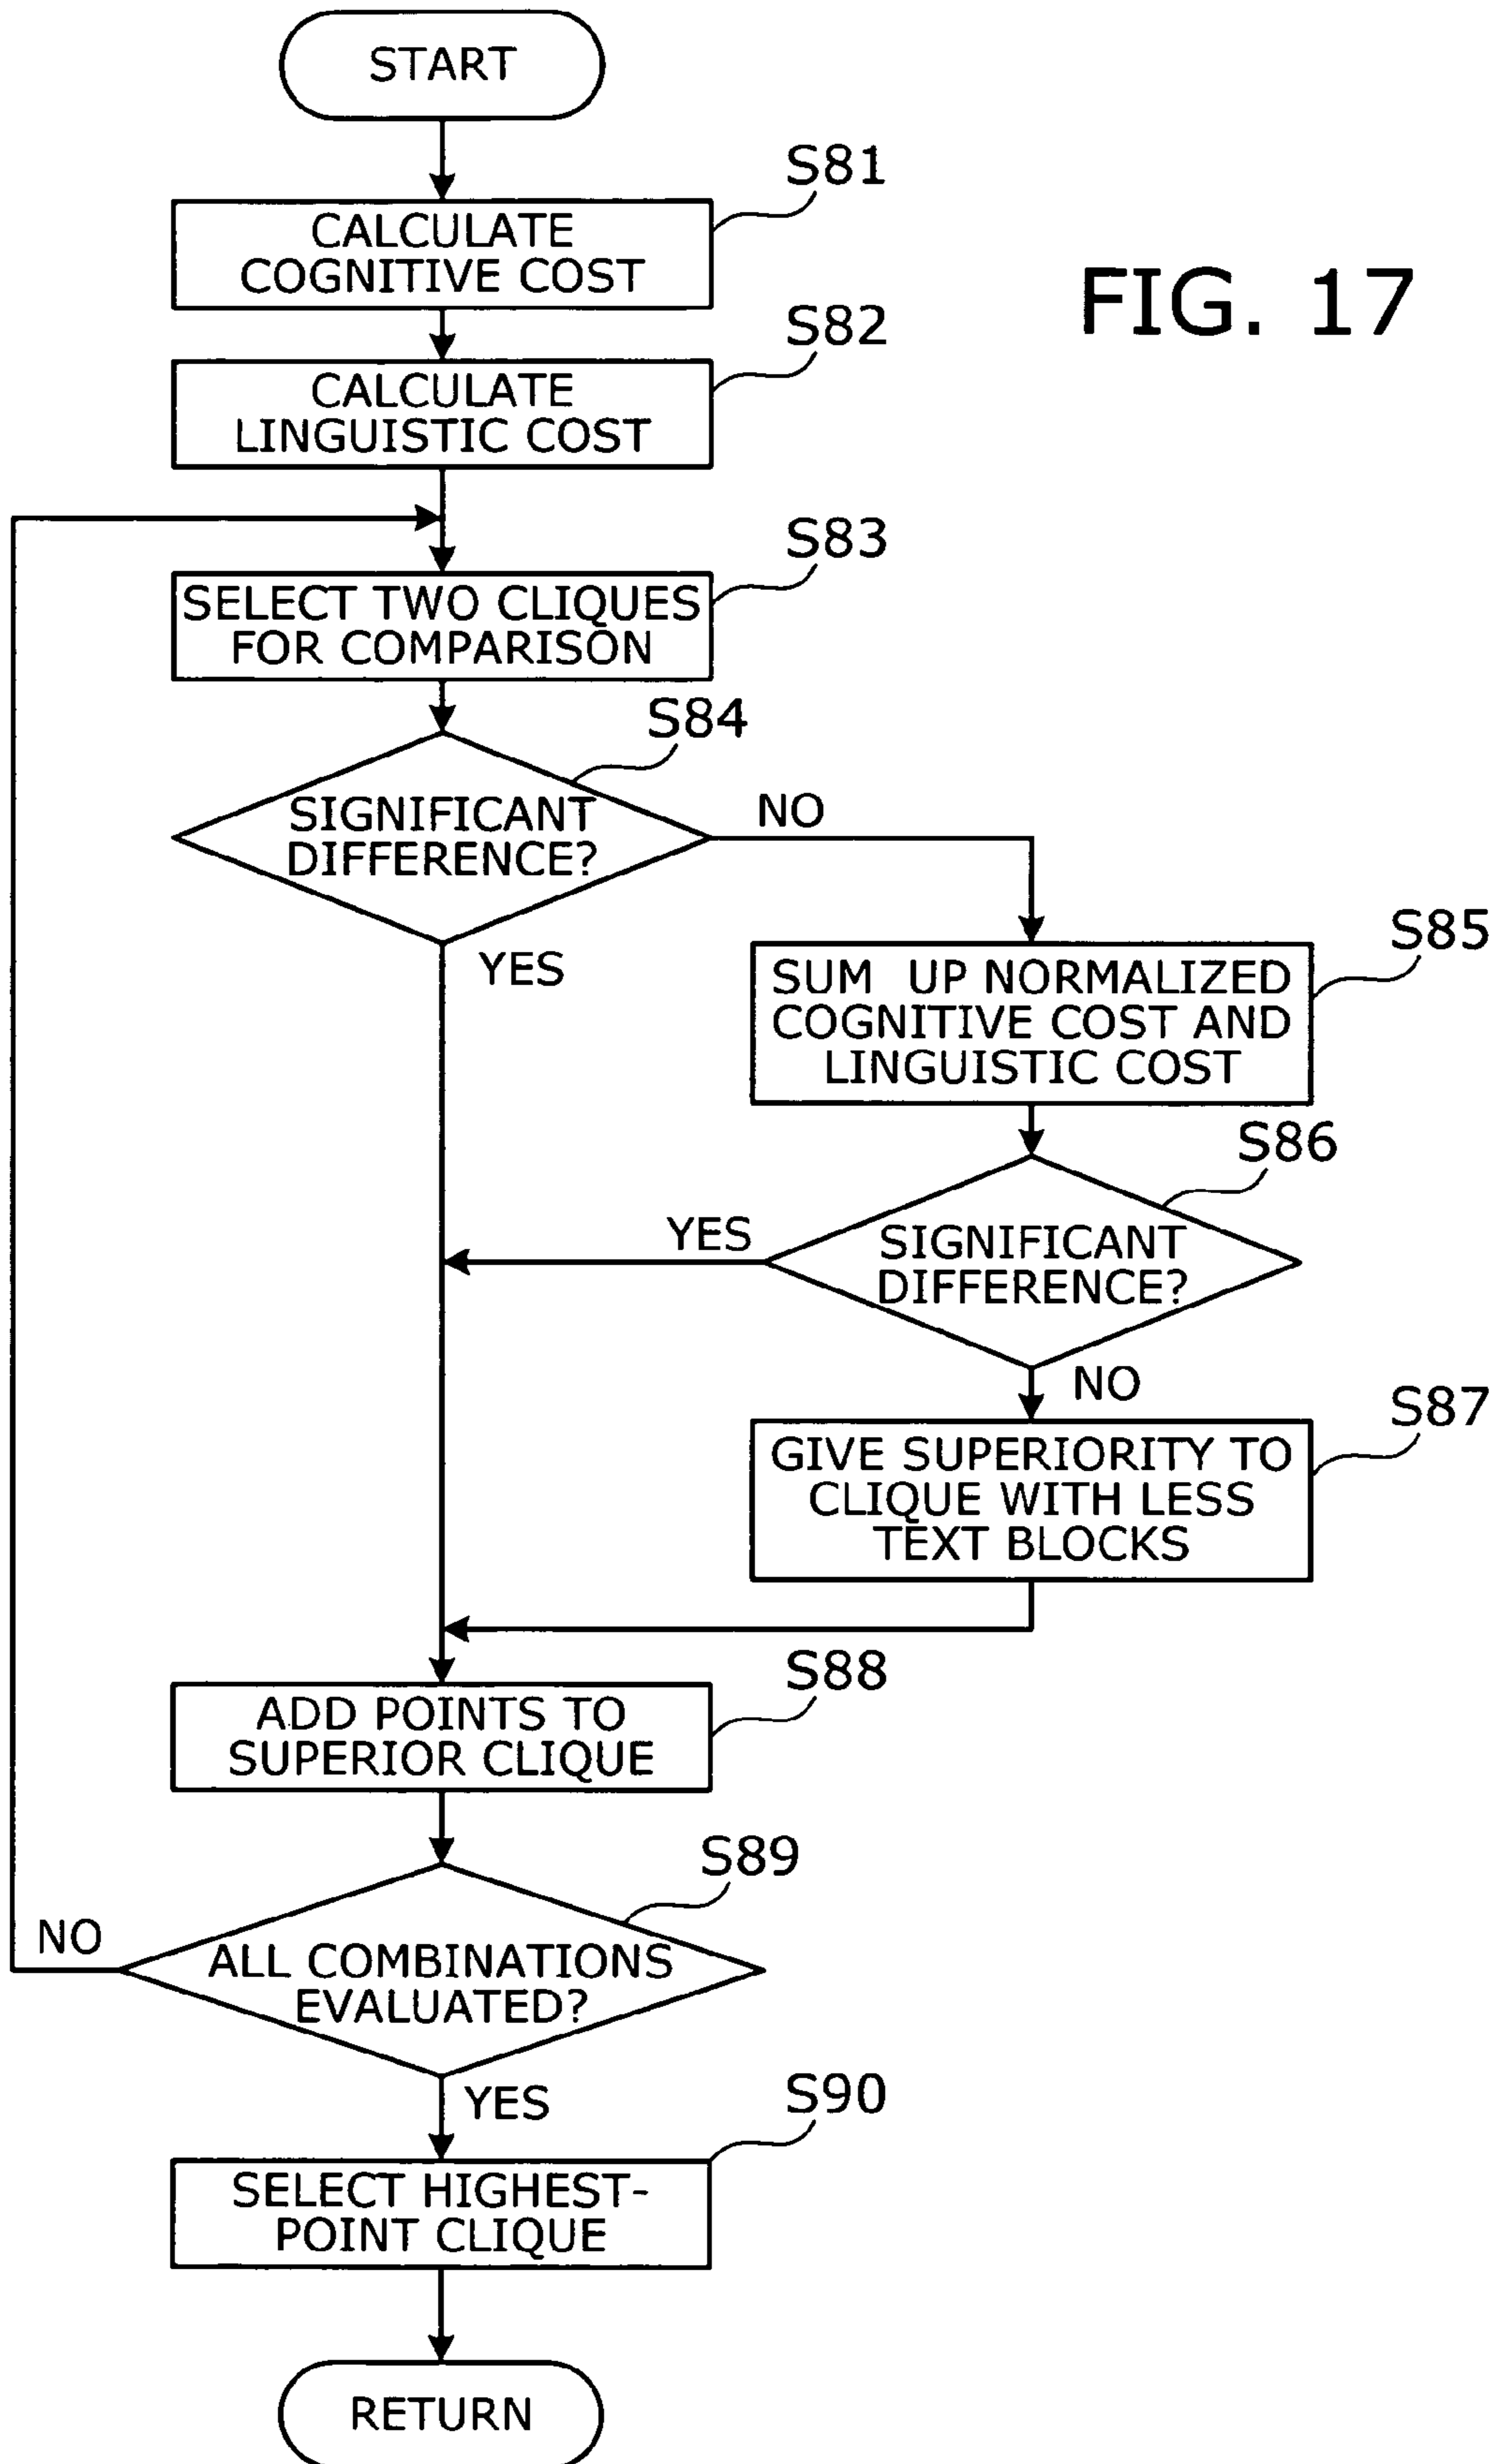 START
S81
CALCULATE
COGNITIVE COST
FIG. 17
S82
CALCULATE
LINGUISTIC COST
S83
SELECT TWO CLIQUES
FOR COMPARISON
S84
SIGNIFICANT
DIFFERENCE?
NO
YES
S85
SUM UP NORMALIZED
COGNITIVE COST AND
LINGUISTIC COST
S86
SIGNIFICANT
DIFFERENCE?
YES
NO
S87
GIVE SUPERIORITY TO
CLIQUE WITH LESS
TEXT BLOCKS
S88
ADD POINTS TO
SUPERIOR CLIQUE
S89
ALL COMBINATIONS
EVALUATED?
NO
YES
S90
SELECT HIGHEST-
POINT CLIQUE
RETURN